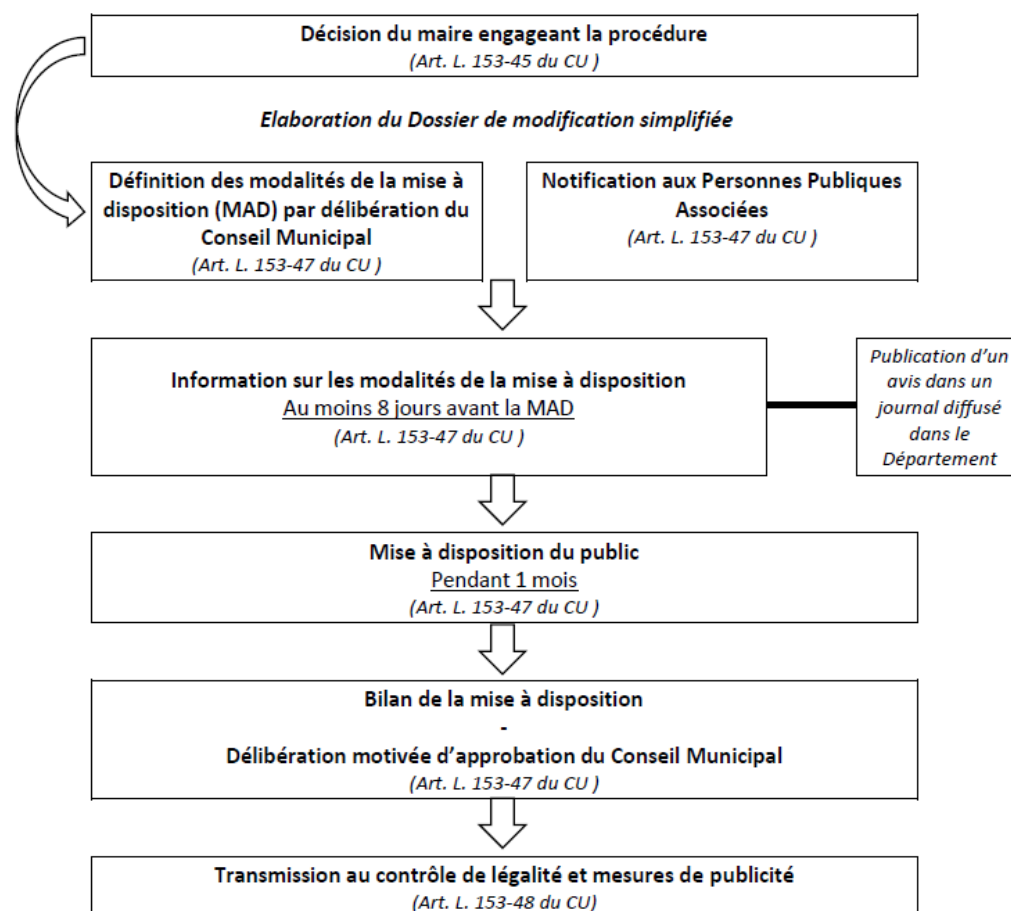 Décision du maire engageant la procédure
(Art. L. 153-45 du CU )
Elaboration du Dossier de modification simplifiée
Définition des modalités de la mise à
disposition (MAD) par délibération du
Conseil Municipal
(Art. L. 153-47 du CU )
Notification aux Personnes Publiques
Associées
(Art. L. 153-47 du CU )
Information sur les modalités de la mise à disposition
Au moins 8 jours avant la MAD
(Art. L. 153-47 du CU )
Publication d’un
avis dans un
journal diffusé
dans le
Département
Mise à disposition du public
Pendant 1 mois
(Art. L. 153-47 du CU )
Bilan de la mise à disposition
-
Délibération motivée d’approbation du Conseil Municipal
(Art. L. 153-47 du CU )
Transmission au contrôle de légalité et mesures de publicité
(Art. L. 153-48 du CU)